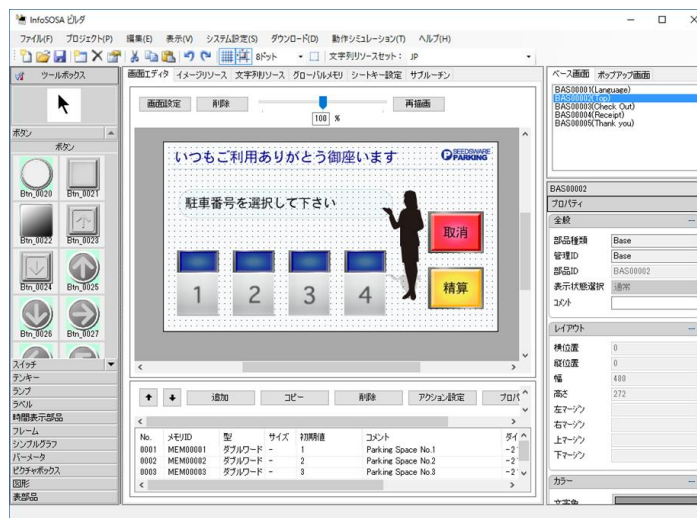 InfoSOSA ビルダ
ファイル(F) プロジェクト(P) 編集(E) 表示(V) システム設定(S) ダウンロード(D) 動作シミュレーション(T) ヘルプ(H)
8ドット 文字列リソースセット： JP
ツールボックス
ボタン
ボタン
Btn_0020 Btn_0021
Btn_0022 Btn_0023
Btn_0024 Btn_0025
Btn_0026 Btn_0027
スイッチ
テンキー
ランプ
ラベル
時間表示部品
フレーム
シンプルグラフ
バーメータ
ピクチャボックス
図形
表部品
画面エディタ イメージリソース 文字列リソース グローバルメモリ シートキー設定 サブルーチン
画面設定 削除 再描画
100 %
いつもご利用ありがとう御座います
SEEDSWARE
PARKING
駐車番号を選択して下さい
取消
精算
1 2 3 4
追加 コピー 削除 アクション設定 プロパ
No. メモリID 型 サイズ 初期値 コメント ダイ
0001 MEM00001 ダブルワード - 1 Parking Space No.1 -2
0002 MEM00002 ダブルワード - 2 Parking Space No.2 -2
0003 MEM00003 ダブルワード - 3 Parking Space No.3 -2
ベース画面 ポップアップ画面
BAS00001(Language)
BAS00002(Top)
BAS00003(Check Out)
BAS00004(Receipt)
BAS00005(Thank you)
BAS00002
プロパティ
全般
部品種類 Base
管理ID Base
部品ID BAS00002
表示状態選択 通常
コメント
レイアウト
横位置 0
縦位置 0
幅 480
高さ 272
左マージン
右マージン
上マージン
下マージン
カラー
文字色